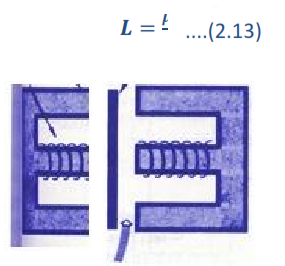 L = ....(2.13)